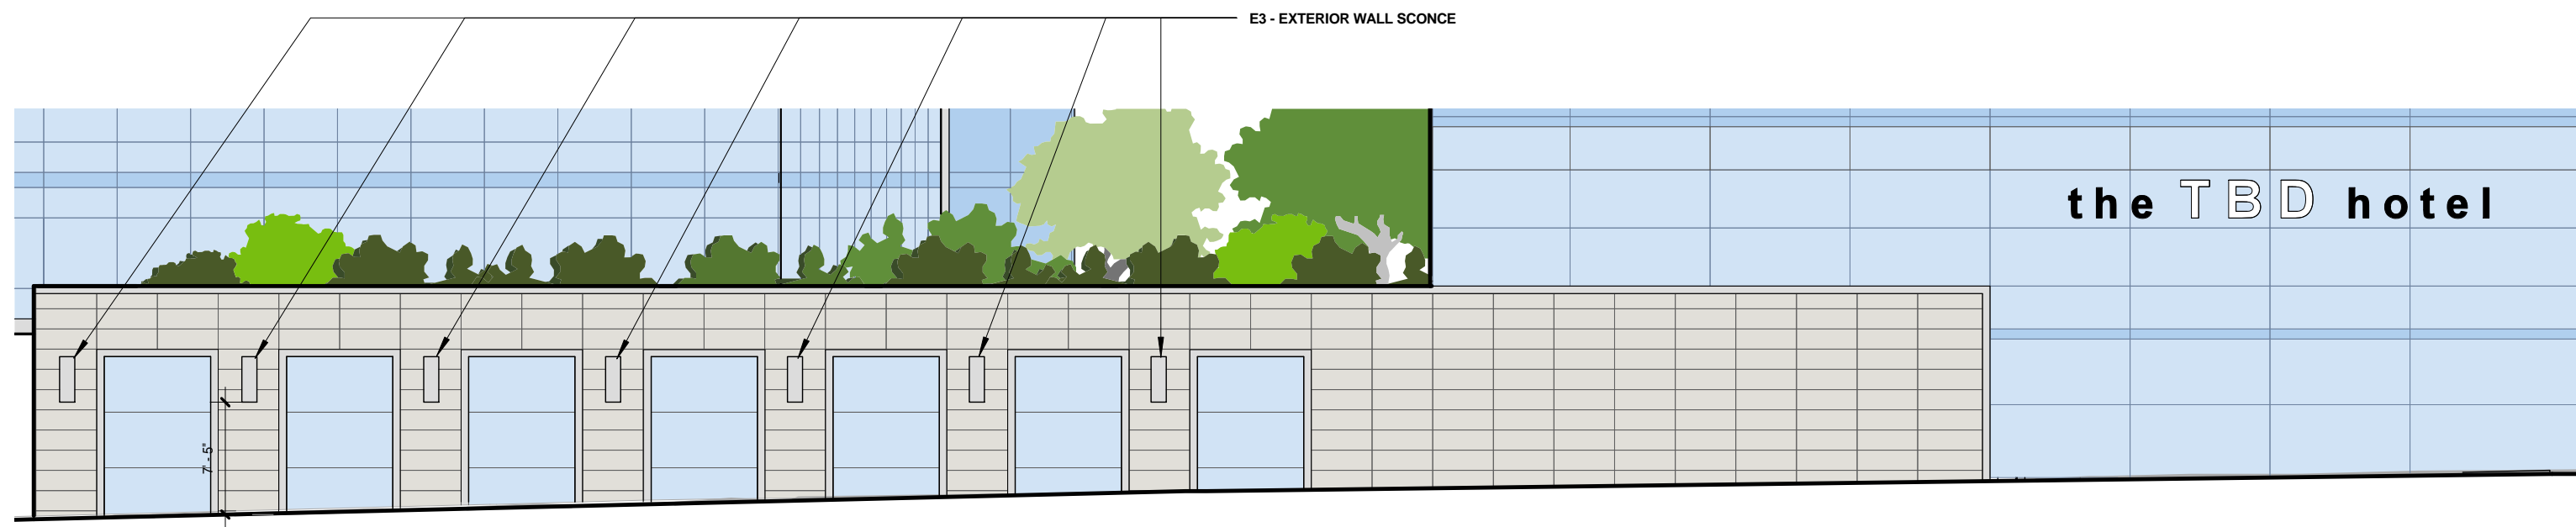 E3 - EXTERIOR WALL SCONCE
the TBD hotel
7' - 5"